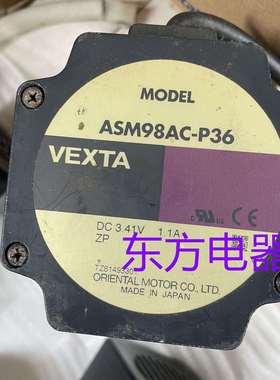 MODEL
ASM98AC-P36
VEXTA
DC 3.41V 1.1A
ZP
东方电器
ORIENTAL MOTOR CO., LTD.
MADE IN JAPAN